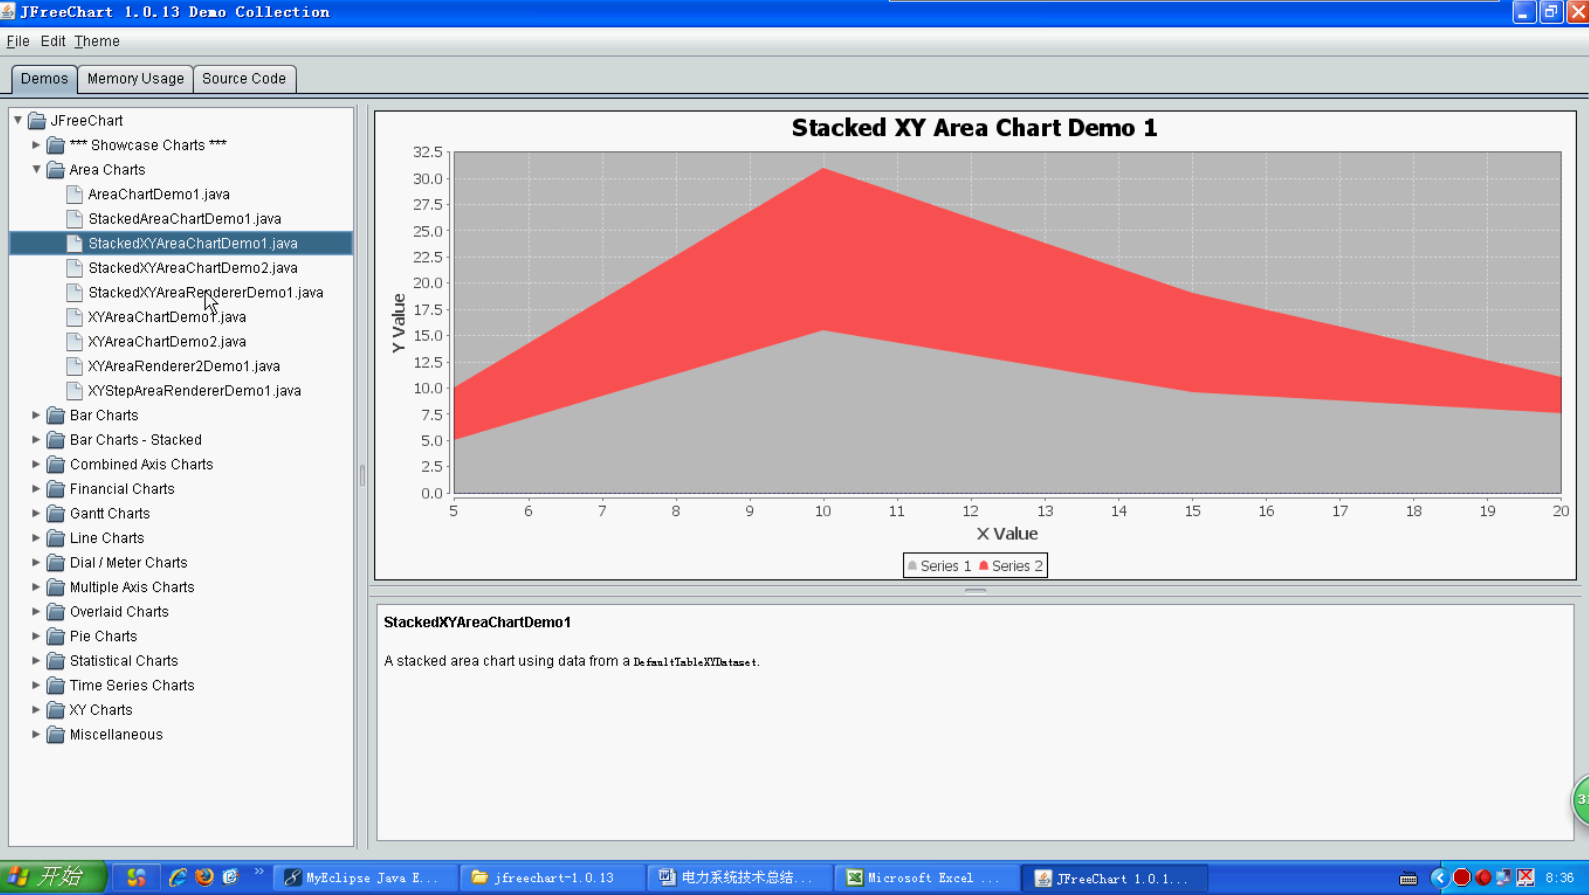 JFreeChart 1.0.13 Demo Collection
File Edit Theme
Demos Memory Usage Source Code
JFreeChart
*** Showcase Charts ***
Area Charts
AreaChartDemo1.java
StackedAreaChartDemo1.java
StackedXYAreaChartDemo1.java
StackedXYAreaChartDemo2.java
StackedXYAreaRendererDemo1.java
XYAreaChartDemo1.java
XYAreaChartDemo2.java
XYAreaRenderer2Demo1.java
XYStepAreaRendererDemo1.java
Bar Charts
Bar Charts - Stacked
Combined Axis Charts
Financial Charts
Gantt Charts
Line Charts
Dial / Meter Charts
Multiple Axis Charts
Overlaid Charts
Pie Charts
Statistical Charts
Time Series Charts
XY Charts
Miscellaneous
Stacked XY Area Chart Demo 1
32.5
30.0
27.5
25.0
22.5
20.0
17.5
15.0
12.5
10.0
7.5
5.0
2.5
0.0
Y Value
5 6 7 8 9 10 11 12 13 14 15 16 17 18 19 20
X Value
Series 1 Series 2
StackedXYAreaChartDemo1
A stacked area chart using data from a DefaultTableXYDataset.
开始 MyEclipse Java E... jfreechart-1.0.13 电力系统技术总结... Microsoft Excel ... JFreeChart 1.0.1... 8:36